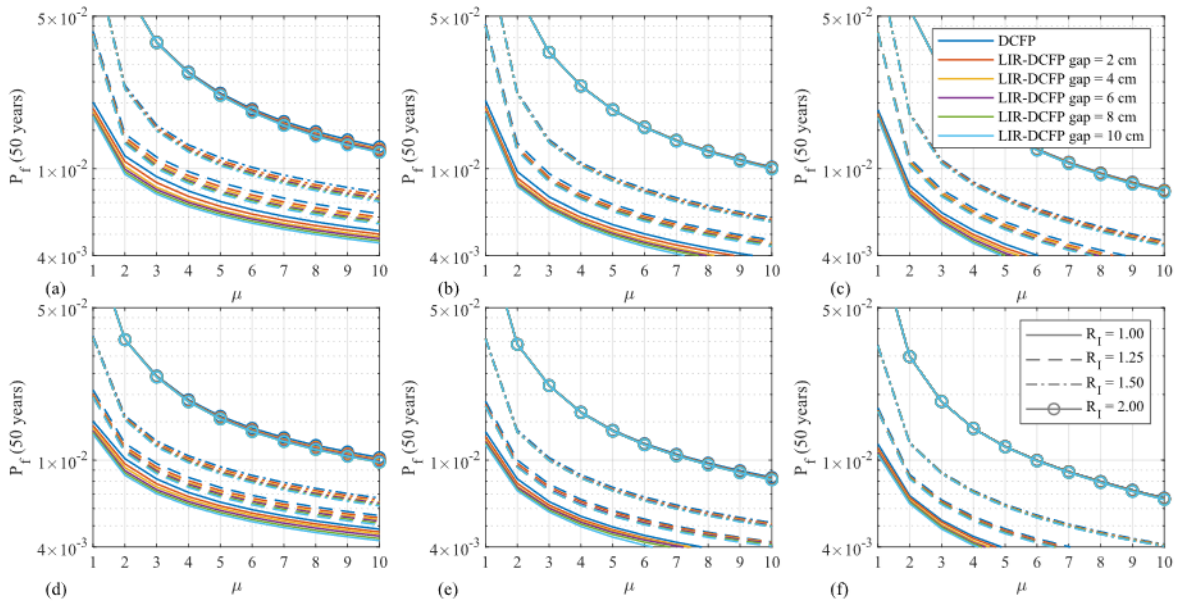 5×10⁻²
1×10⁻²
4×10⁻³
P_f (50 years)
1 2 3 4 5 6 7 8 9 10
(a)
μ
5×10⁻²
1×10⁻²
4×10⁻³
P_f (50 years)
1 2 3 4 5 6 7 8 9 10
(b)
μ
5×10⁻²
1×10⁻²
4×10⁻³
P_f (50 years)
DCFP
LIR-DCFP gap = 2 cm
LIR-DCFP gap = 4 cm
LIR-DCFP gap = 6 cm
LIR-DCFP gap = 8 cm
LIR-DCFP gap = 10 cm
1 2 3 4 5 6 7 8 9 10
(c)
μ
5×10⁻²
1×10⁻²
4×10⁻³
P_f (50 years)
1 2 3 4 5 6 7 8 9 10
(d)
μ
5×10⁻²
1×10⁻²
4×10⁻³
P_f (50 years)
1 2 3 4 5 6 7 8 9 10
(e)
μ
5×10⁻²
1×10⁻²
4×10⁻³
P_f (50 years)
R_I = 1.00
R_I = 1.25
R_I = 1.50
R_I = 2.00
1 2 3 4 5 6 7 8 9 10
(f)
μ